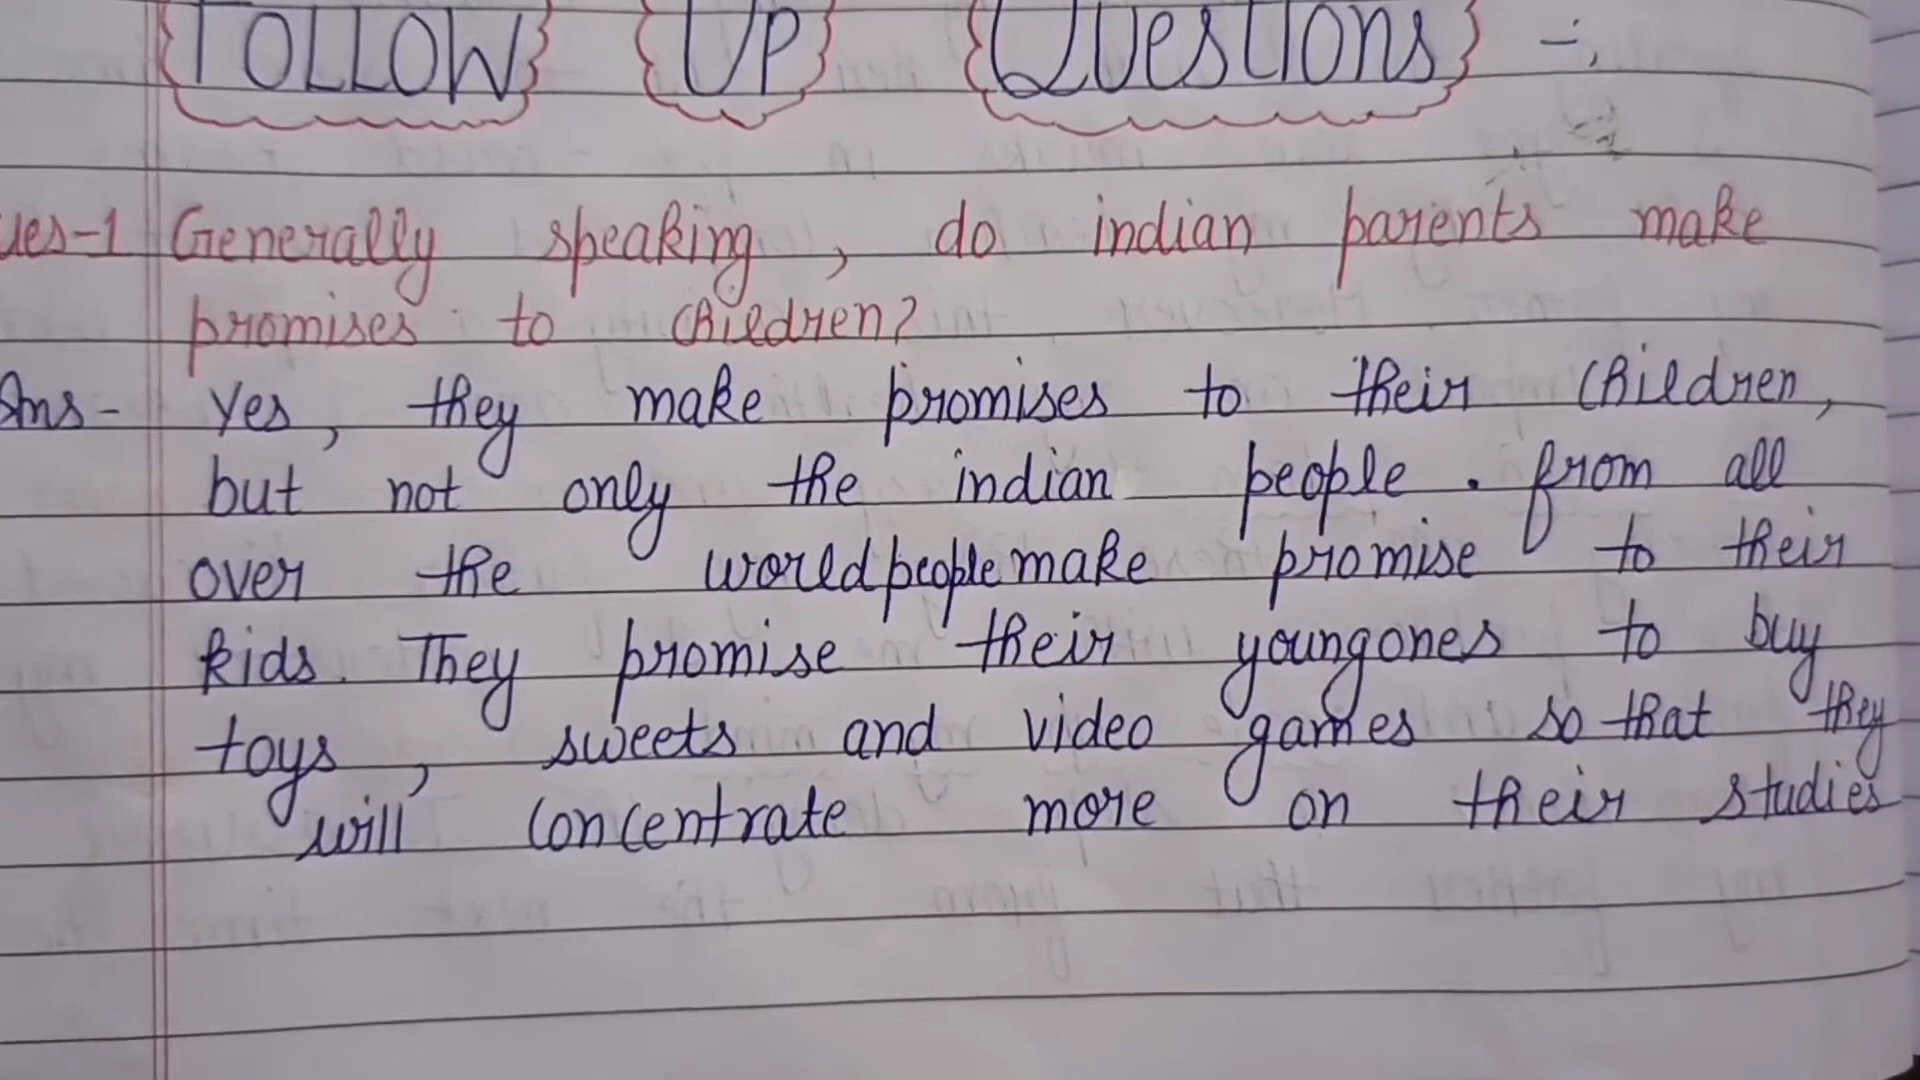 FOLLOW UP QUESTIONS :-
ues-1 Generally speaking, do indian parents make
promises to children?
Ans- Yes, they make promises to their children,
but not only the indian people. from all
over the world people make promise to their
kids. They promise their youngones to buy
toys, sweets and video games so that they
will concentrate more on their studies